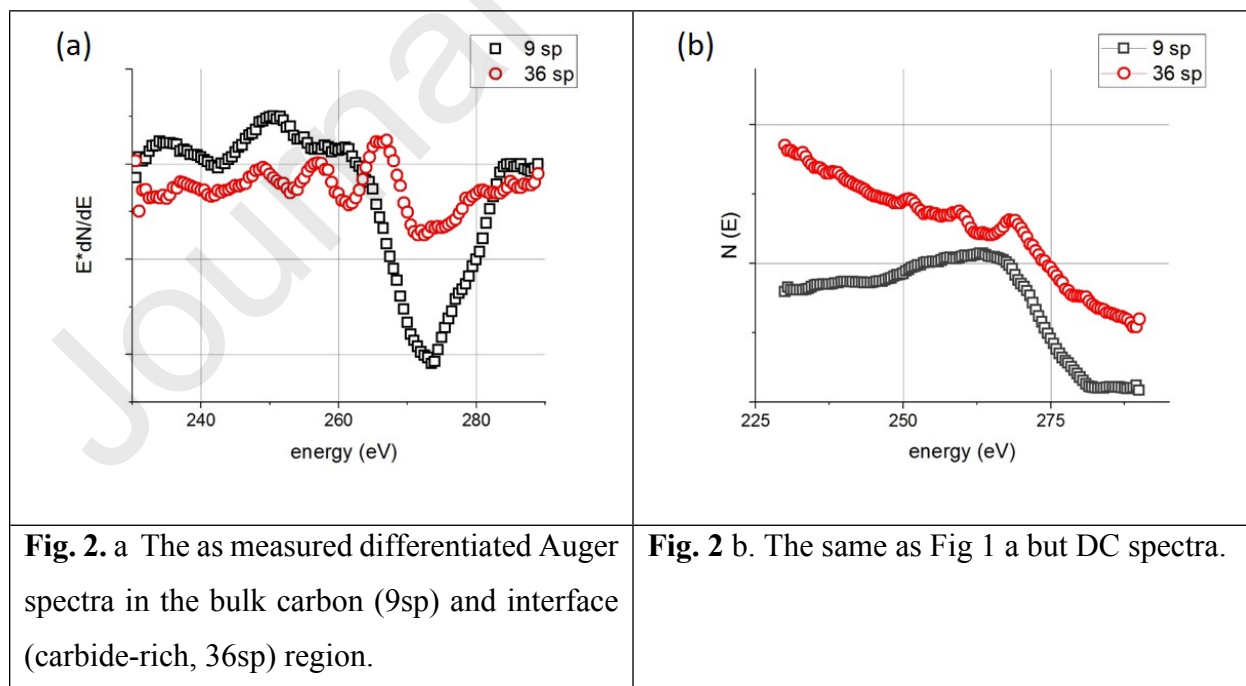 (a)
9 sp
36 sp
E*dN/dE
240
260
280
energy (eV)
(b)
9 sp
36 sp
N (E)
225
250
275
energy (eV)
Journal
Fig. 2. a The as measured differentiated Auger
spectra in the bulk carbon (9sp) and interface
(carbide-rich, 36sp) region.
Fig. 2 b. The same as Fig 1 a but DC spectra.